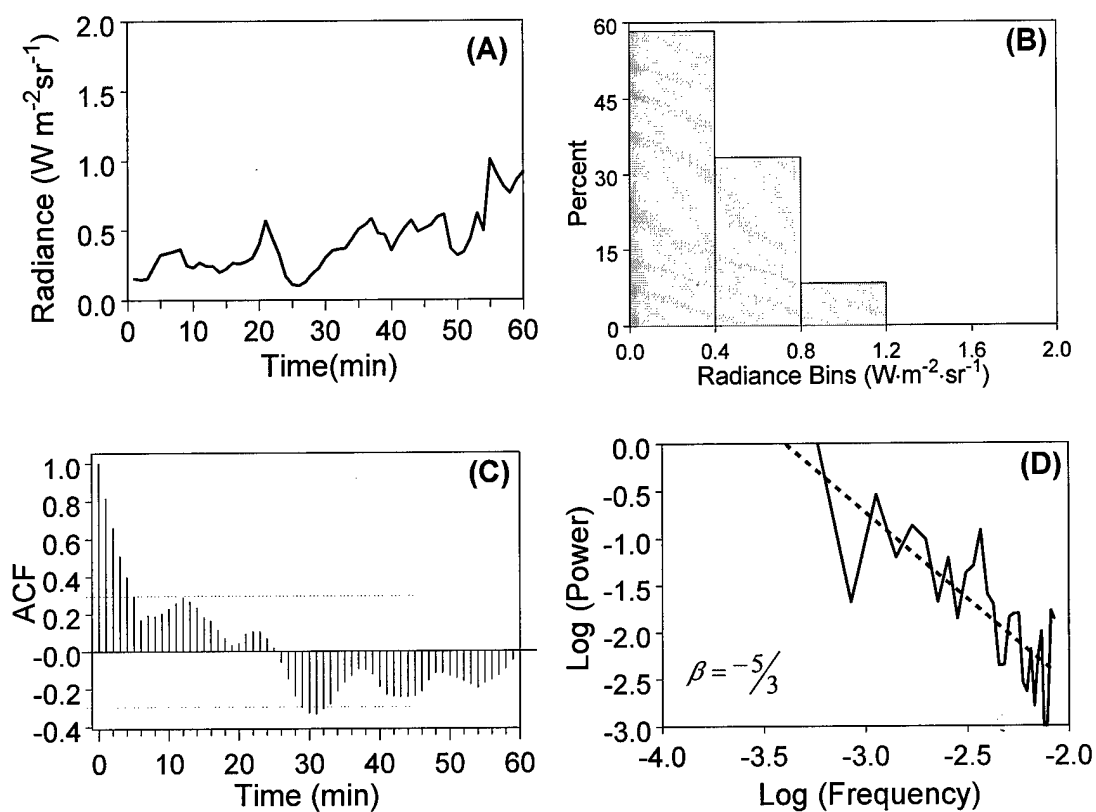 (A)
Radiance (W m⁻²sr⁻¹)
2.0
1.5
1.0
0.5
0.0
0 10 20 30 40 50 60
Time(min)
(B)
Percent
60
45
30
15
0
0.0 0.4 0.8 1.2 1.6 2.0
Radiance Bins (W·m⁻²·sr⁻¹)
(C)
ACF
1.0
0.8
0.6
0.4
0.2
-0.0
-0.2
-0.4
0 10 20 30 40 50 60
Time (min)
(D)
Log (Power)
0.0
-0.5
-1.0
-1.5
-2.0
-2.5
-3.0
β = -5/3
-4.0 -3.5 -3.0 -2.5 -2.0
Log (Frequency)